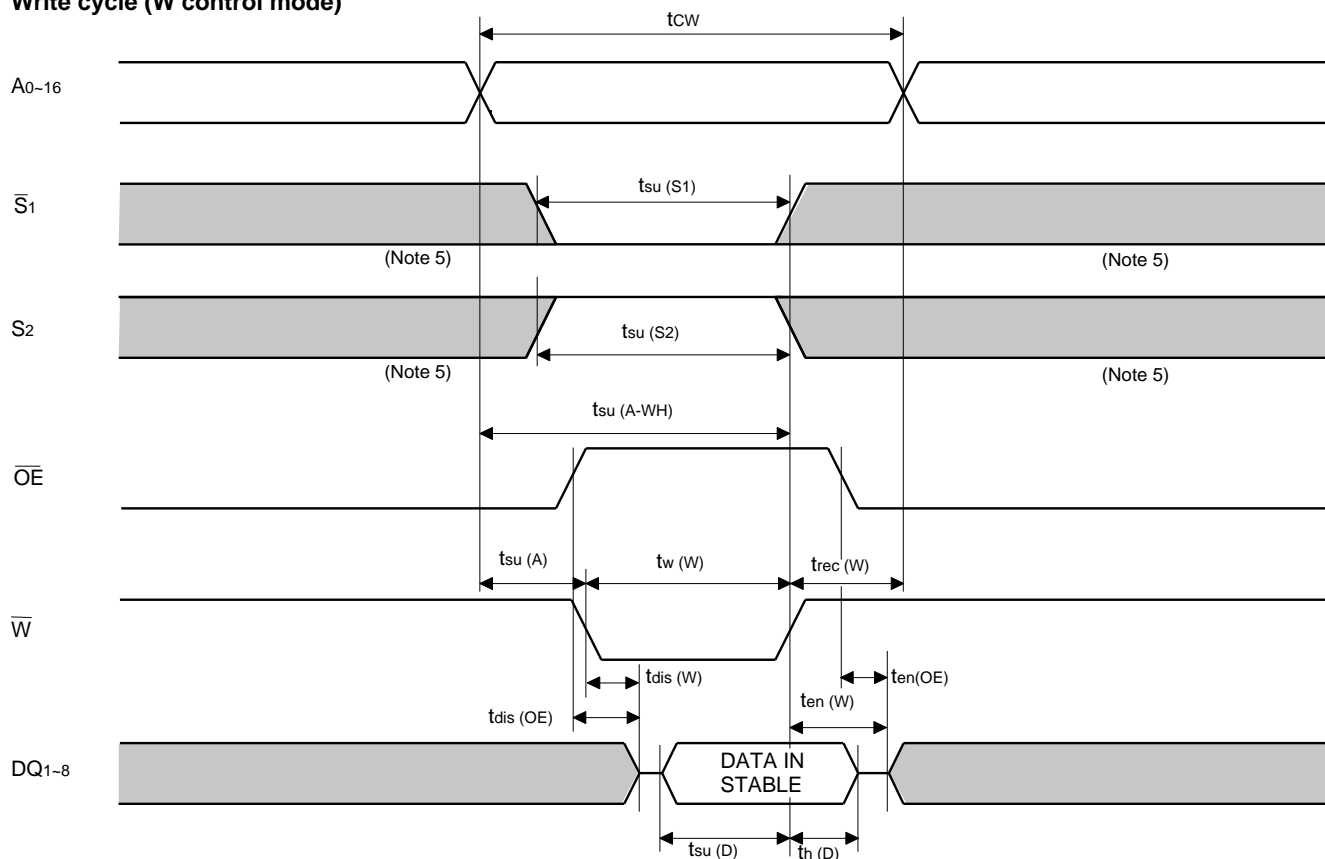 Write cycle (W control mode)
tCW
A0~16
S̅1
tsu (S1)
(Note 5)
(Note 5)
S2
tsu (S2)
(Note 5)
(Note 5)
tsu (A-WH)
O̅E̅
tsu (A)
tw (W)
trec (W)
W̅
tdis (W)
ten(OE)
ten (W)
tdis (OE)
DQ1~8
DATA IN
STABLE
tsu (D)
th (D)